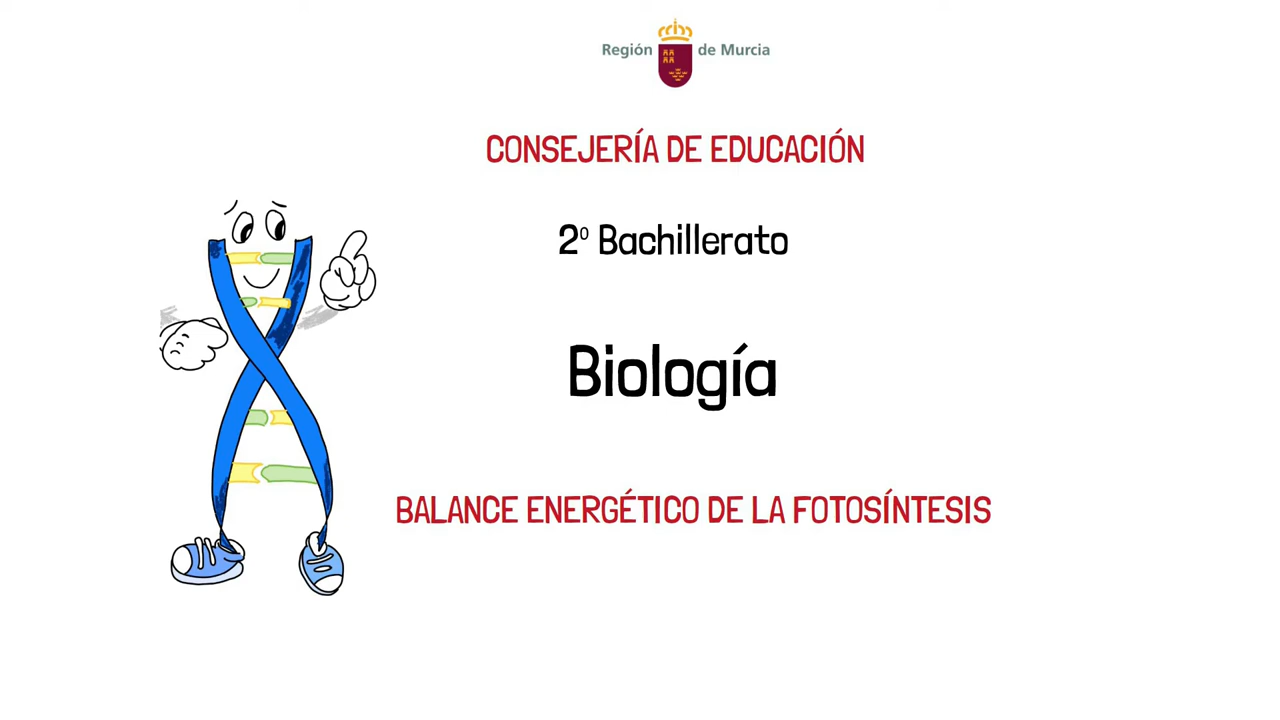 Región de Murcia
CONSEJERÍA DE EDUCACIÓN
2º Bachillerato
Biología
BALANCE ENERGÉTICO DE LA FOTOSÍNTESIS